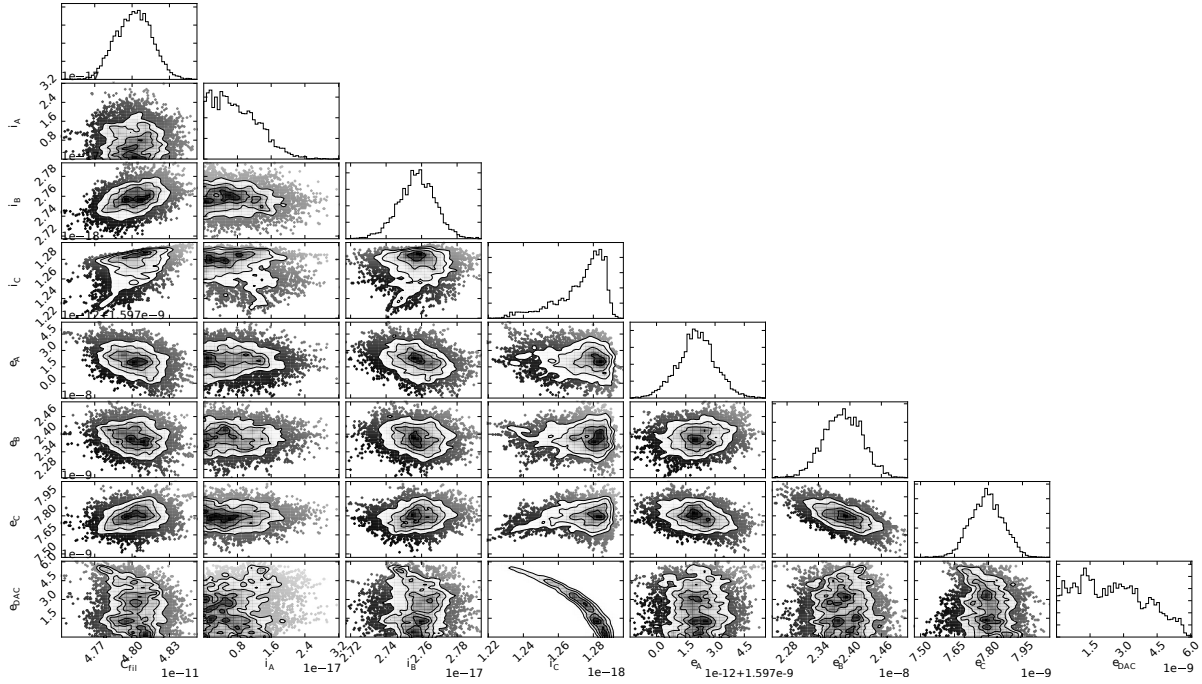 3.2
2.4
1.6
0.8
i_A
2.78
2.76
2.74
2.72
i_B
1e−18
1.28
1.26
1.24
1.22
i_C
1e−12+1.597e−9
4.5
3.0
1.5
0.0
e_A
1e−8
2.46
2.40
2.34
2.28
e_B
1e−9
7.95
7.80
7.65
7.50
e_C
1e−9
6.0
4.5
3.0
1.5
e_DAC
4.77 4.80 4.83
C_fil
1e−11
0.8 1.6 2.4 3.2
i_A
1e−17
2.72 2.74 2.76 2.78
i_B
1e−17
1.22 1.24 1.26 1.28
i_C
1e−18
0.0 1.5 3.0 4.5
e_A
1e−12+1.597e−9
2.28 2.34 2.40 2.46
e_B
1e−8
7.50 7.65 7.80 7.95
e_C
1e−9
1.5 3.0 4.5 6.0
e_DAC
1e−9